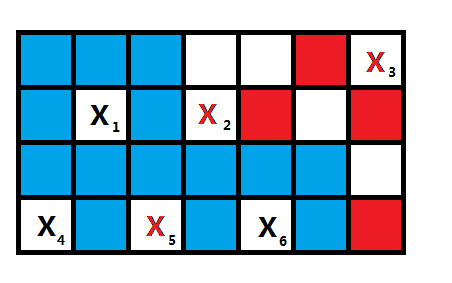 X₃
X₁ X₂
X₄ X₅ X₆